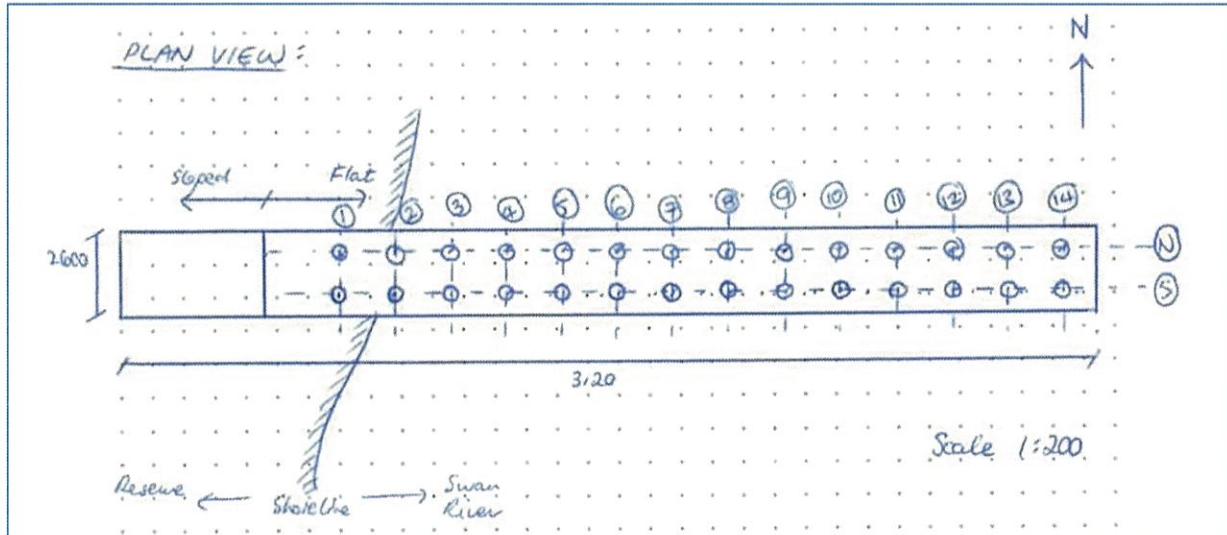 PLAN VIEW:
N
Sloped
Flat
1 2 3 4 5 6 7 8 9 10 11 12 13 14
2600
N
S
3120
Scale 1:200
Reserve
Shoreline
Swan
River